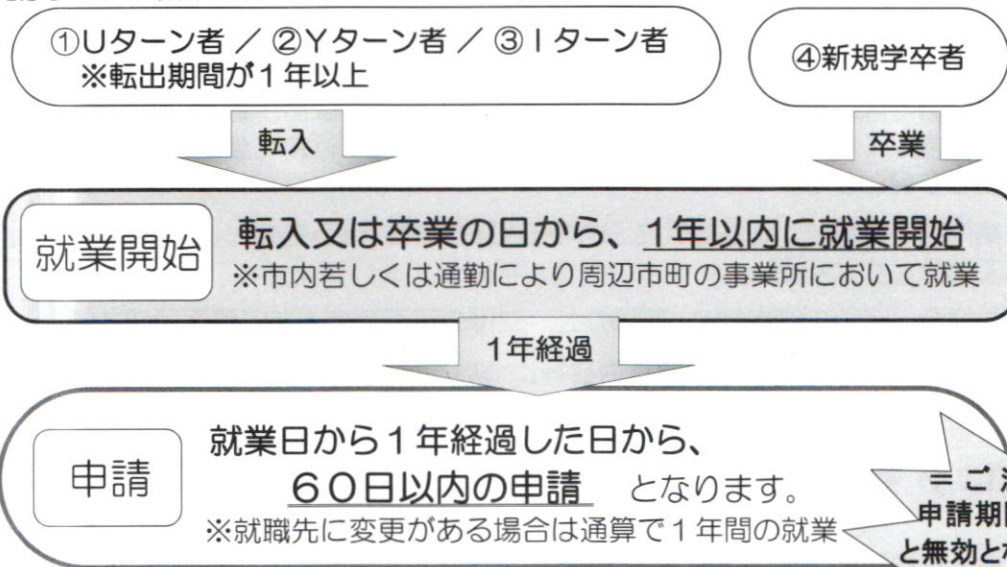 ①Uターン者 / ②Yターン者 / ③Iターン者
※転出期間が1年以上
④新規学卒者
転入
卒業
就業開始
転入又は卒業の日から、1年以内に就業開始
※市内若しくは通勤により周辺市町の事業所において就業
1年経過
申請
就業日から1年経過した日から、
60日以内の申請 となります。
※就職先に変更がある場合は通算で1年間の就業
=ご
申請期
と無効と